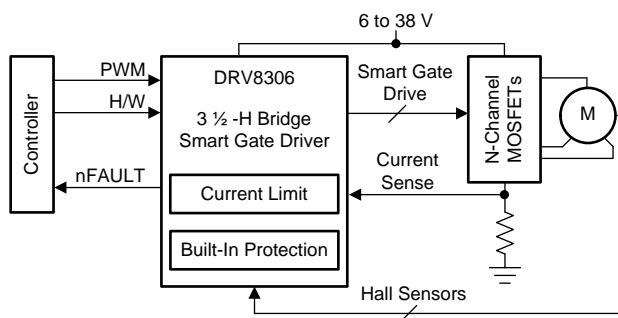 6 to 38 V
PWM
H/W
nFAULT
Controller
DRV8306
3 ½ -H Bridge
Smart Gate Driver
Current Limit
Built-In Protection
Smart Gate
Drive
Current
Sense
N-Channel
MOSFETs
M
Hall Sensors